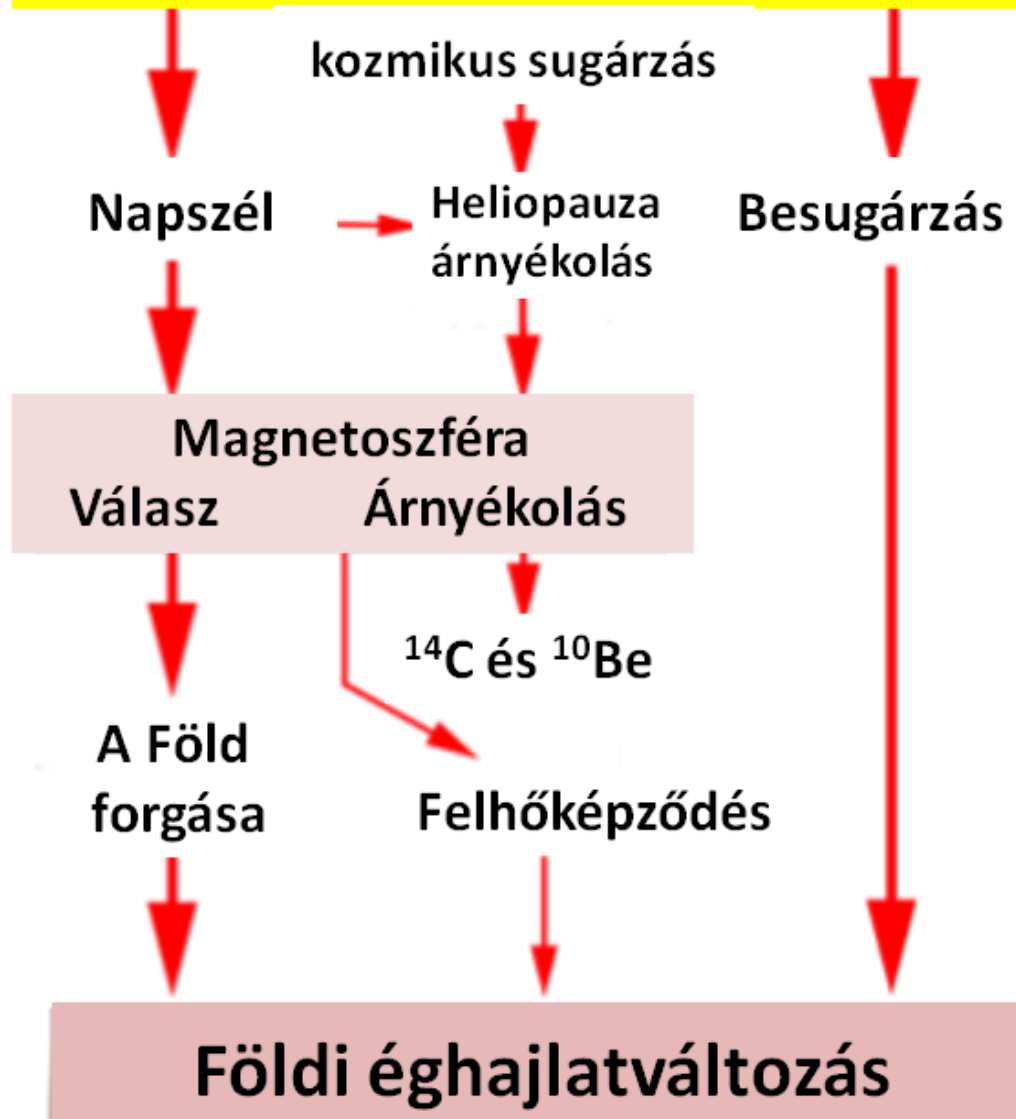 kozmikus sugárzás
Napszél
Heliopauza
árnyékolás
Besugárzás
Magnetoszféra
Válasz
Árnyékolás
¹⁴C és ¹⁰Be
A Föld
forgása
Felhőképződés
Földi éghajlatváltozás